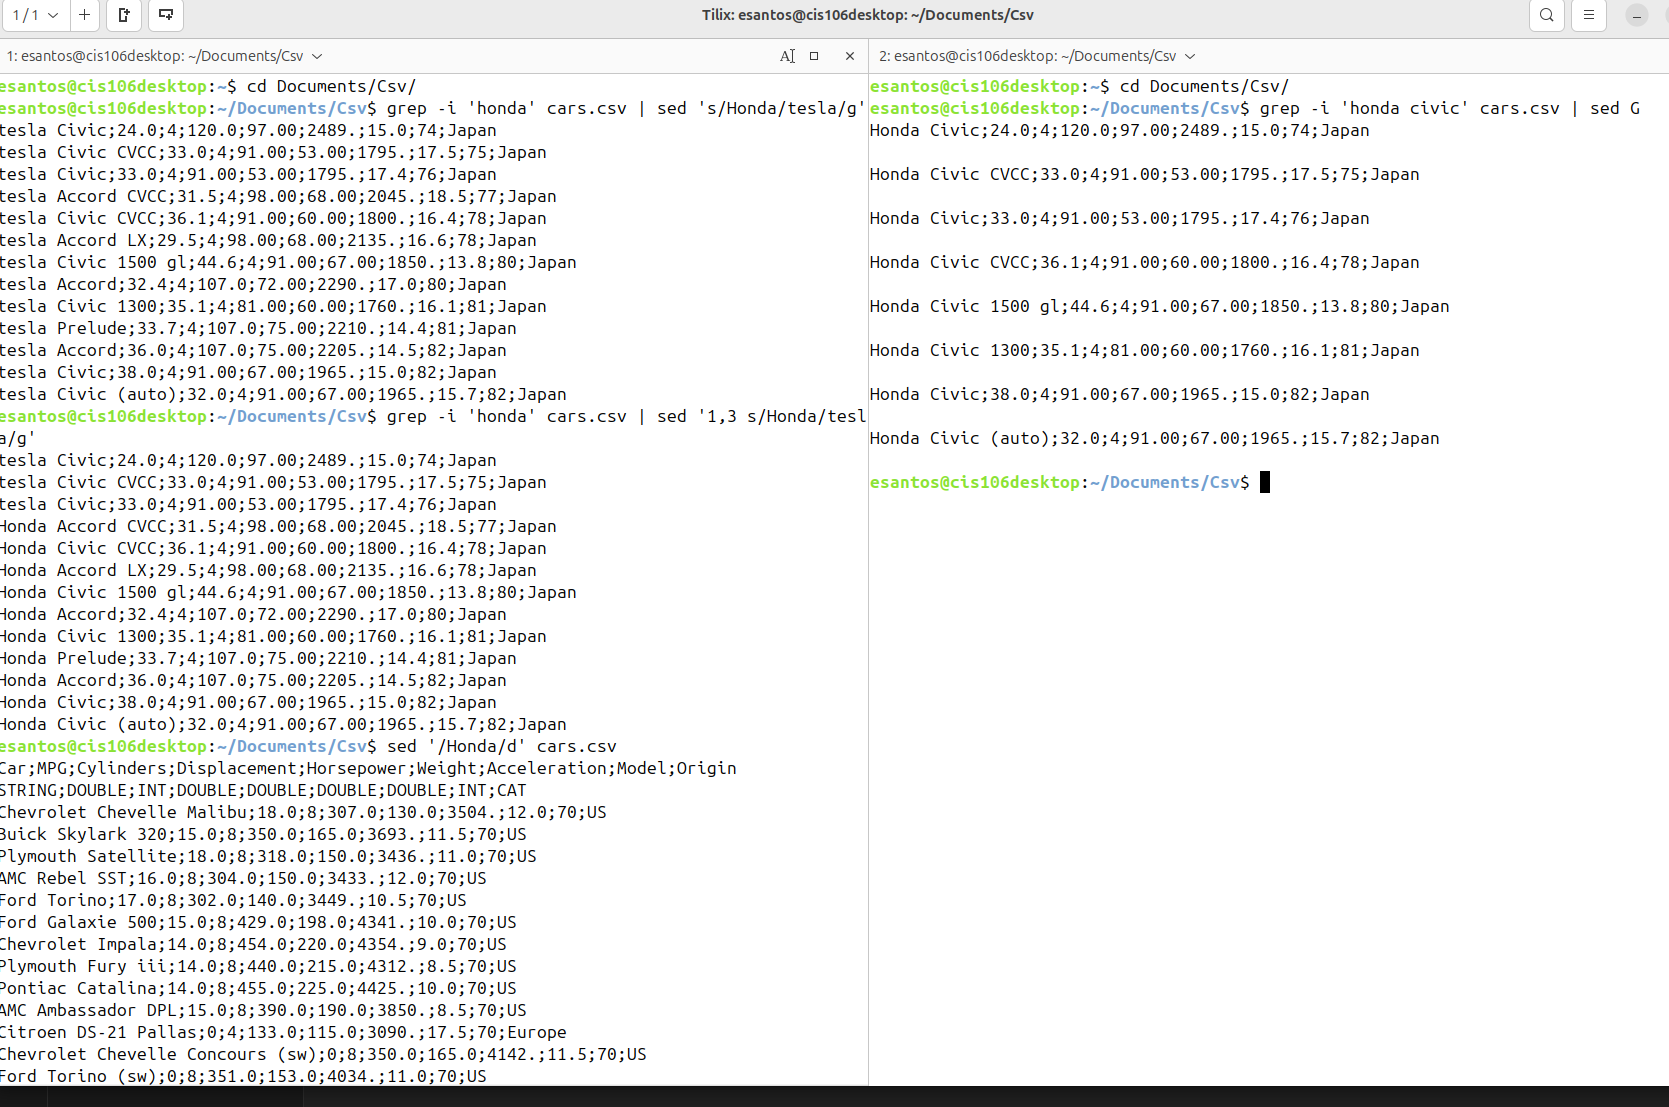 1 / 1
Tilix: esantos@cis106desktop: ~/Documents/Csv
1: esantos@cis106desktop: ~/Documents/Csv
esantos@cis106desktop:~$ cd Documents/Csv/
esantos@cis106desktop:~/Documents/Csv$ grep -i 'honda' cars.csv | sed 's/Honda/tesla/g'
tesla Civic;24.0;4;120.0;97.00;2489.;15.0;74;Japan
tesla Civic CVCC;33.0;4;91.00;53.00;1795.;17.5;75;Japan
tesla Civic;33.0;4;91.00;53.00;1795.;17.4;76;Japan
tesla Accord CVCC;31.5;4;98.00;68.00;2045.;18.5;77;Japan
tesla Civic CVCC;36.1;4;91.00;60.00;1800.;16.4;78;Japan
tesla Accord LX;29.5;4;98.00;68.00;2135.;16.6;78;Japan
tesla Civic 1500 gl;44.6;4;91.00;67.00;1850.;13.8;80;Japan
tesla Accord;32.4;4;107.0;72.00;2290.;17.0;80;Japan
tesla Civic 1300;35.1;4;81.00;60.00;1760.;16.1;81;Japan
tesla Prelude;33.7;4;107.0;75.00;2210.;14.4;81;Japan
tesla Accord;36.0;4;107.0;75.00;2205.;14.5;82;Japan
tesla Civic;38.0;4;91.00;67.00;1965.;15.0;82;Japan
tesla Civic (auto);32.0;4;91.00;67.00;1965.;15.7;82;Japan
esantos@cis106desktop:~/Documents/Csv$ grep -i 'honda' cars.csv | sed '1,3 s/Honda/tesl
a/g'
tesla Civic;24.0;4;120.0;97.00;2489.;15.0;74;Japan
tesla Civic CVCC;33.0;4;91.00;53.00;1795.;17.5;75;Japan
tesla Civic;33.0;4;91.00;53.00;1795.;17.4;76;Japan
Honda Accord CVCC;31.5;4;98.00;68.00;2045.;18.5;77;Japan
Honda Civic CVCC;36.1;4;91.00;60.00;1800.;16.4;78;Japan
Honda Accord LX;29.5;4;98.00;68.00;2135.;16.6;78;Japan
Honda Civic 1500 gl;44.6;4;91.00;67.00;1850.;13.8;80;Japan
Honda Accord;32.4;4;107.0;72.00;2290.;17.0;80;Japan
Honda Civic 1300;35.1;4;81.00;60.00;1760.;16.1;81;Japan
Honda Prelude;33.7;4;107.0;75.00;2210.;14.4;81;Japan
Honda Accord;36.0;4;107.0;75.00;2205.;14.5;82;Japan
Honda Civic;38.0;4;91.00;67.00;1965.;15.0;82;Japan
Honda Civic (auto);32.0;4;91.00;67.00;1965.;15.7;82;Japan
esantos@cis106desktop:~/Documents/Csv$ sed '/Honda/d' cars.csv
Car;MPG;Cylinders;Displacement;Horsepower;Weight;Acceleration;Model;Origin
STRING;DOUBLE;INT;DOUBLE;DOUBLE;DOUBLE;DOUBLE;INT;CAT
Chevrolet Chevelle Malibu;18.0;8;307.0;130.0;3504.;12.0;70;US
Buick Skylark 320;15.0;8;350.0;165.0;3693.;11.5;70;US
Plymouth Satellite;18.0;8;318.0;150.0;3436.;11.0;70;US
AMC Rebel SST;16.0;8;304.0;150.0;3433.;12.0;70;US
Ford Torino;17.0;8;302.0;140.0;3449.;10.5;70;US
Ford Galaxie 500;15.0;8;429.0;198.0;4341.;10.0;70;US
Chevrolet Impala;14.0;8;454.0;220.0;4354.;9.0;70;US
Plymouth Fury iii;14.0;8;440.0;215.0;4312.;8.5;70;US
Pontiac Catalina;14.0;8;455.0;225.0;4425.;10.0;70;US
AMC Ambassador DPL;15.0;8;390.0;190.0;3850.;8.5;70;US
Citroen DS-21 Pallas;0;4;133.0;115.0;3090.;17.5;70;Europe
Chevrolet Chevelle Concours (sw);0;8;350.0;165.0;4142.;11.5;70;US
Ford Torino (sw);0;8;351.0;153.0;4034.;11.0;70;US
2: esantos@cis106desktop: ~/Documents/Csv
esantos@cis106desktop:~$ cd Documents/Csv/
esantos@cis106desktop:~/Documents/Csv$ grep -i 'honda civic' cars.csv | sed G
Honda Civic;24.0;4;120.0;97.00;2489.;15.0;74;Japan
Honda Civic CVCC;33.0;4;91.00;53.00;1795.;17.5;75;Japan
Honda Civic;33.0;4;91.00;53.00;1795.;17.4;76;Japan
Honda Civic CVCC;36.1;4;91.00;60.00;1800.;16.4;78;Japan
Honda Civic 1500 gl;44.6;4;91.00;67.00;1850.;13.8;80;Japan
Honda Civic 1300;35.1;4;81.00;60.00;1760.;16.1;81;Japan
Honda Civic;38.0;4;91.00;67.00;1965.;15.0;82;Japan
Honda Civic (auto);32.0;4;91.00;67.00;1965.;15.7;82;Japan
esantos@cis106desktop:~/Documents/Csv$